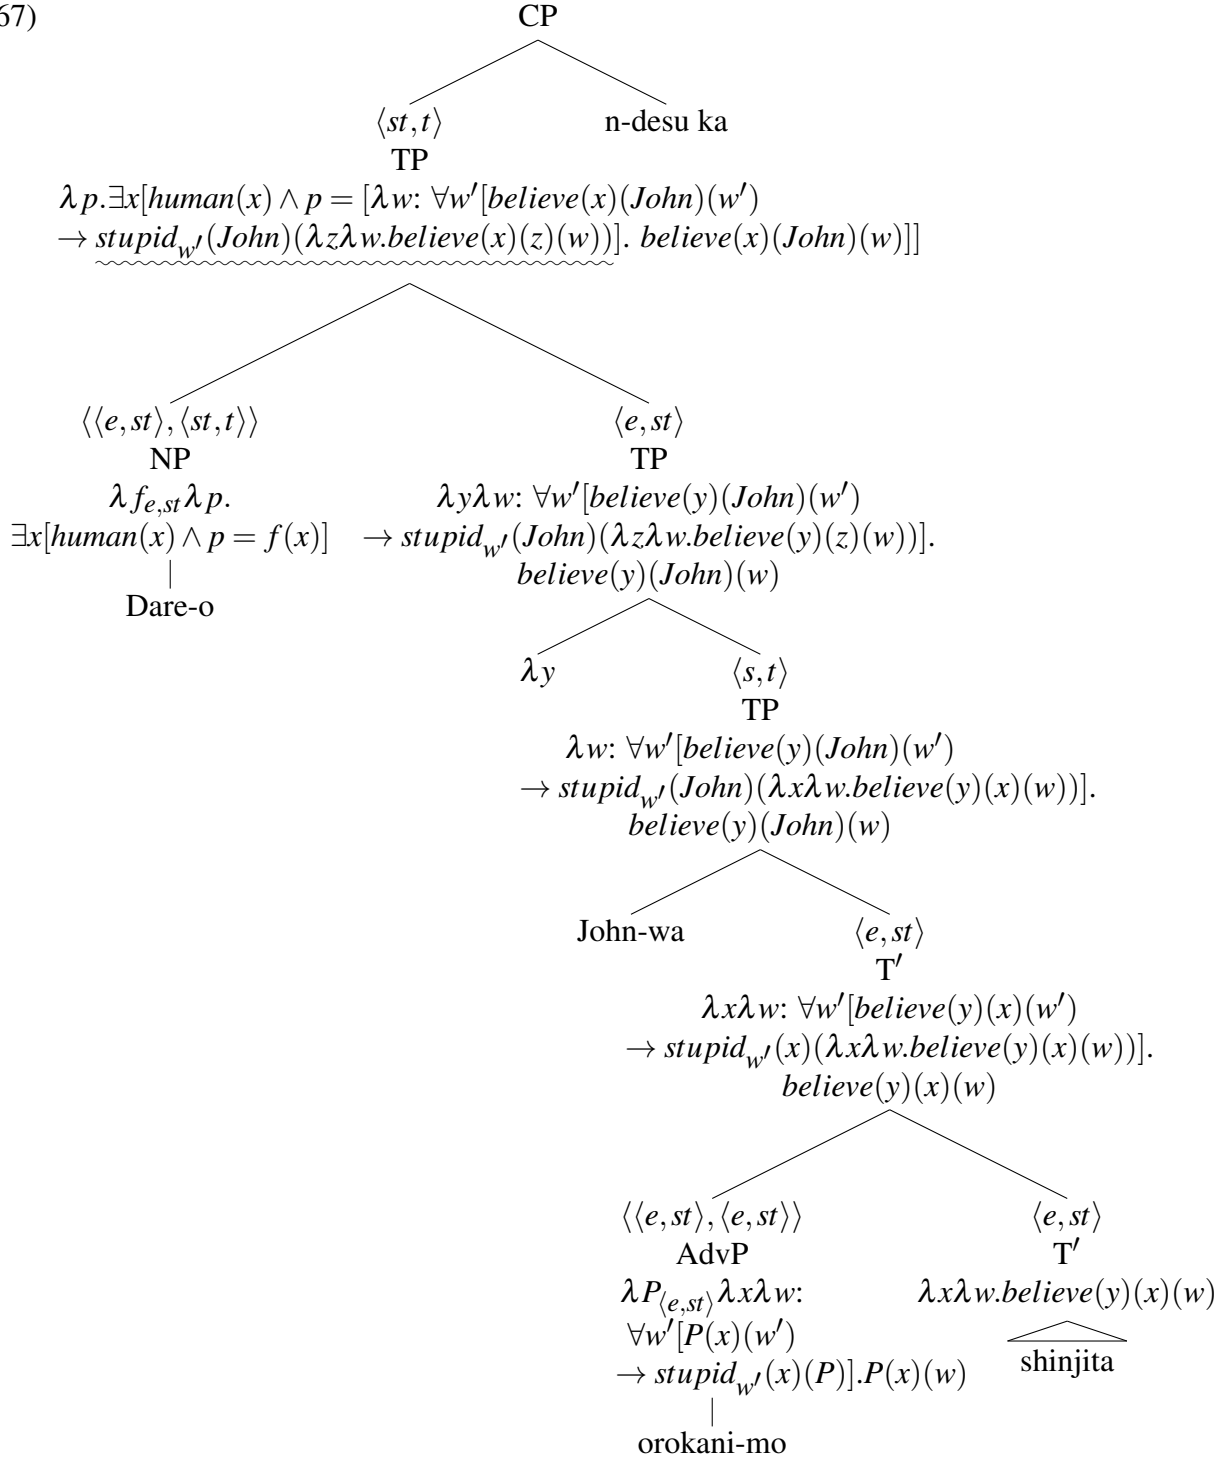 67)
CP
⟨st,t⟩ n-desu ka
TP
λp.∃x[human(x) ∧ p = [λw: ∀w′[believe(x)(John)(w′)
→ stupid_w′(John)(λzλw.believe(x)(z)(w))]. believe(x)(John)(w)]]
⟨⟨e,st⟩,⟨st,t⟩⟩ ⟨e,st⟩
NP TP
λf_e,st λp. λyλw: ∀w′[believe(y)(John)(w′)
∃x[human(x) ∧ p = f(x)] → stupid_w′(John)(λzλw.believe(y)(z)(w))].
believe(y)(John)(w)
Dare-o
λy ⟨s,t⟩
TP
λw: ∀w′[believe(y)(John)(w′)
→ stupid_w′(John)(λxλw.believe(y)(x)(w))].
believe(y)(John)(w)
John-wa ⟨e,st⟩
T′
λxλw: ∀w′[believe(y)(x)(w′)
→ stupid_w′(x)(λxλw.believe(y)(x)(w))].
believe(y)(x)(w)
⟨⟨e,st⟩,⟨e,st⟩⟩ ⟨e,st⟩
AdvP T′
λP_⟨e,st⟩ λxλw: λxλw.believe(y)(x)(w)
∀w′[P(x)(w′)
→ stupid_w′(x)(P)].P(x)(w) shinjita
orokani-mo